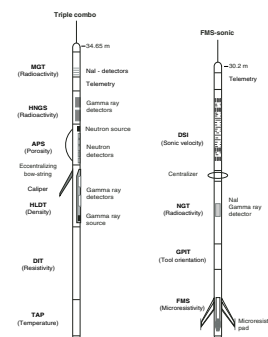 Triple combo
34.65 m
MGT
(Radioactivity)
NaI - detectors
Telemetry
HNGS
(Radioactivity)
Gamma ray
detectors
Neutron source
APS
(Porosity)
Neutron
detectors
Eccentralizing
bow-string
Caliper
HLDT
(Density)
Gamma ray
detectors
Gamma ray
source
DIT
(Resistivity)
TAP
(Temperature)
FMS-sonic
30.2 m
Telemetry
DSI
(Sonic velocity)
Centralizer
NGT
(Radioactivity)
NaI
Gamma ray
detector
GPIT
(Tool orientation)
FMS
(Microresistivity)
Microresist
pad